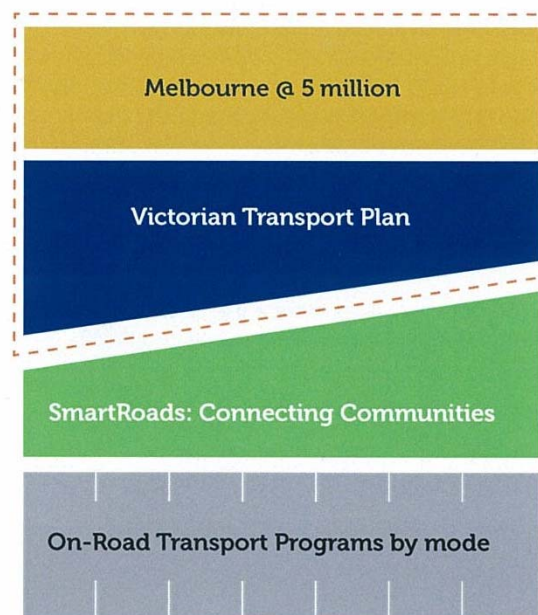 Melbourne @ 5 million
Victorian Transport Plan
SmartRoads: Connecting Communities
On-Road Transport Programs by mode